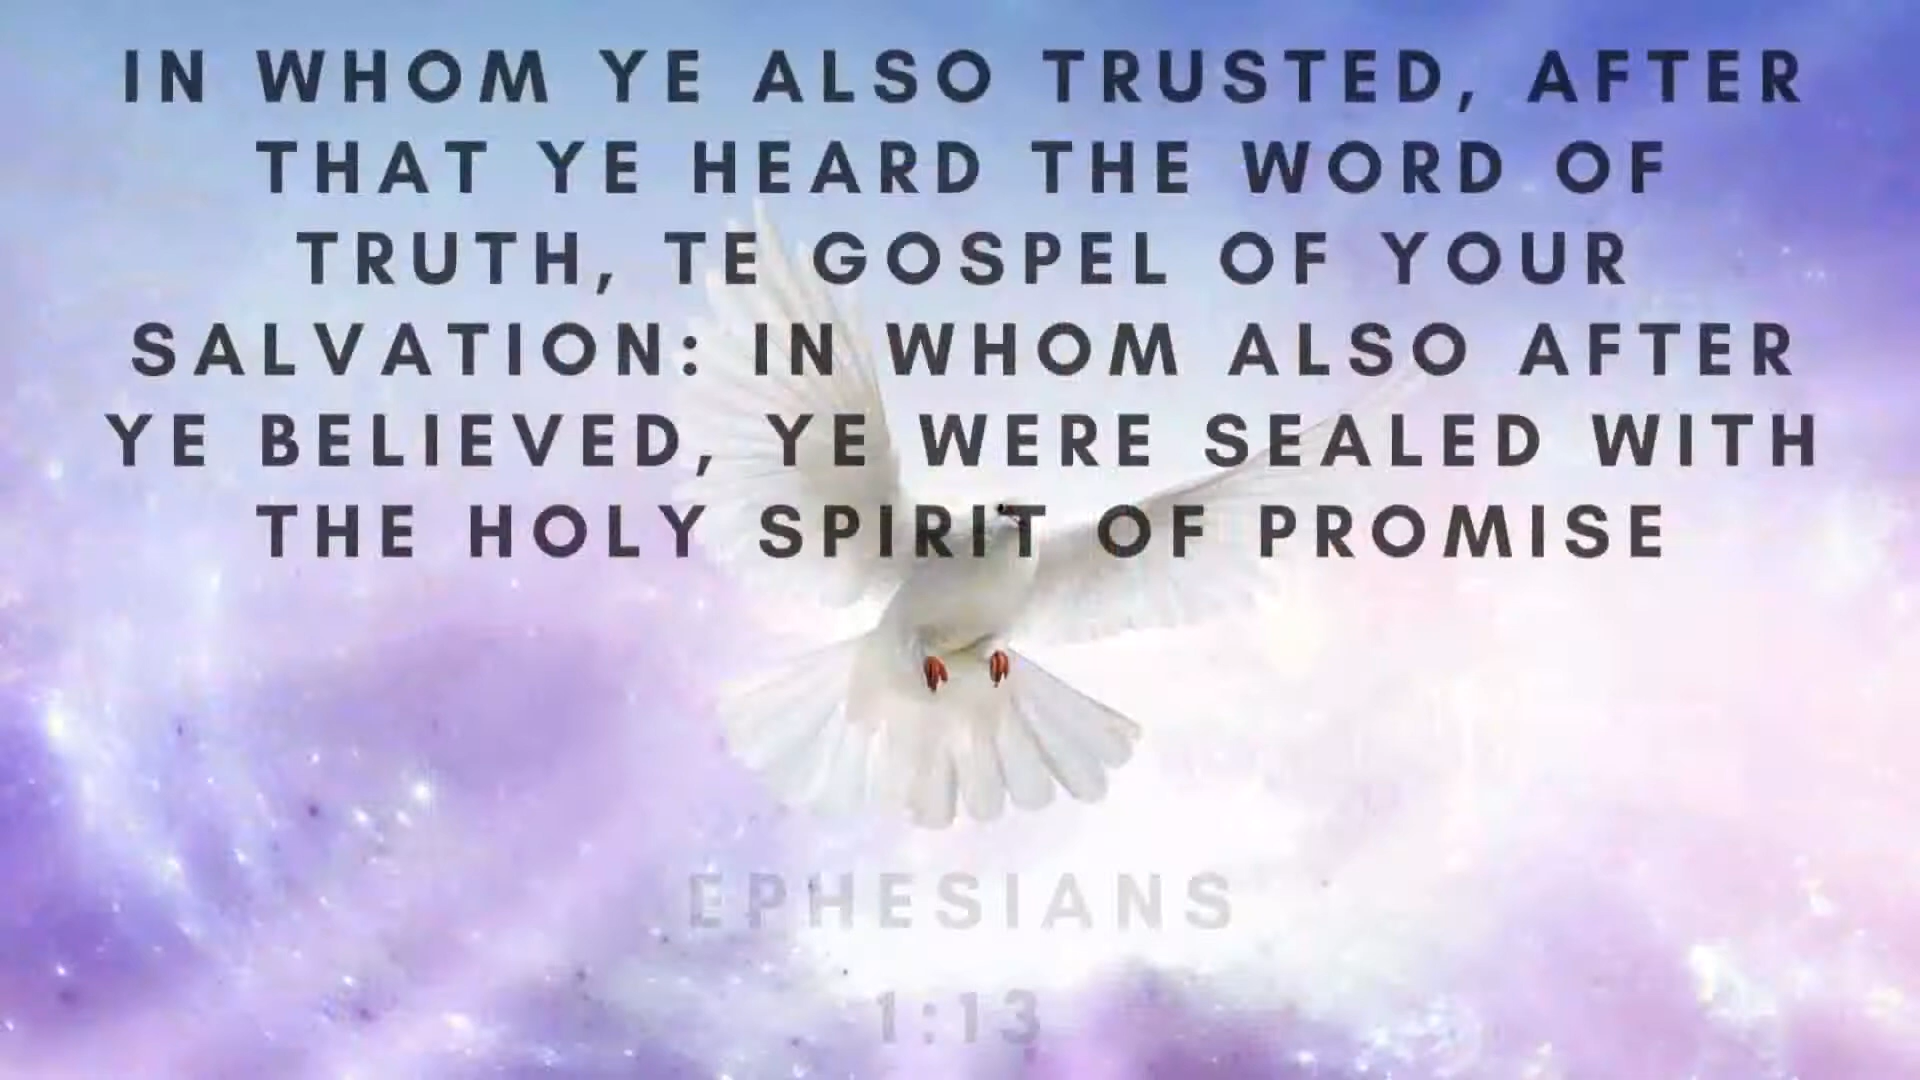 IN WHOM YE ALSO TRUSTED, AFTER
THAT YE HEARD THE WORD OF
TRUTH, TE GOSPEL OF YOUR
SALVATION: IN WHOM ALSO AFTER
YE BELIEVED, YE WERE SEALED WITH
THE HOLY SPIRIT OF PROMISE
EPHESIANS
1:13